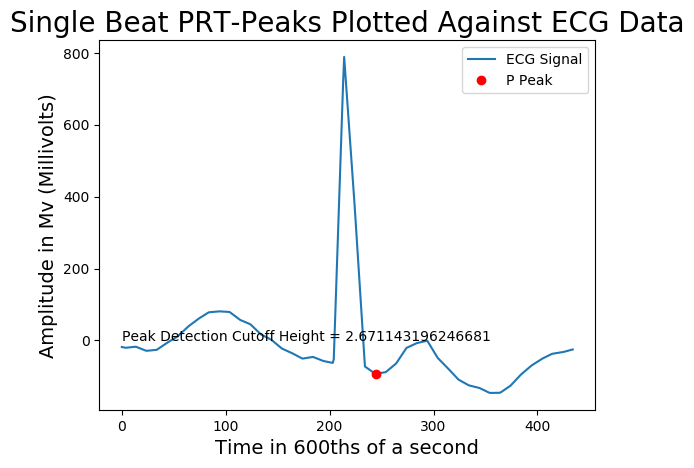 Single Beat PRT-Peaks Plotted Against ECG Data
800
600
400
200
0
Amplitude in Mv (Millivolts)
ECG Signal
P Peak
Peak Detection Cutoff Height = 2.671143196246681
0 100 200 300 400
Time in 600ths of a second